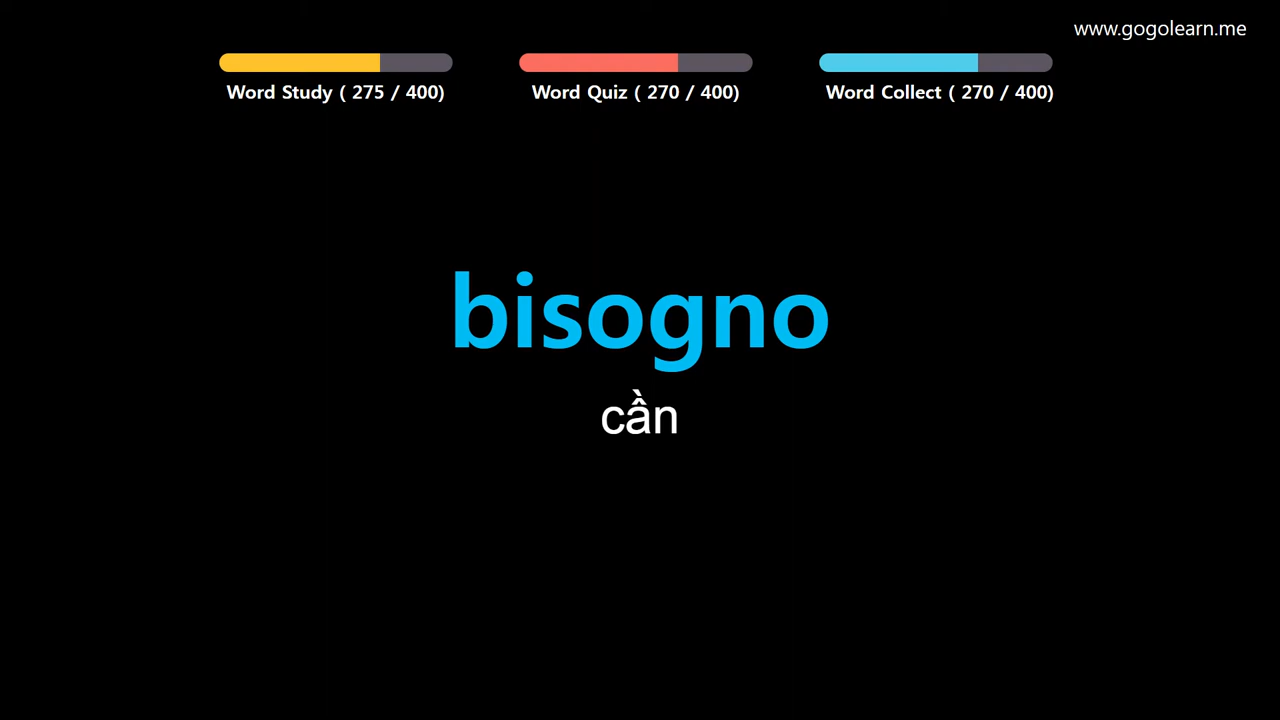 www.gogolearn.me
Word Study ( 275 / 400)
Word Quiz ( 270 / 400)
Word Collect ( 270 / 400)
bisogno
cần